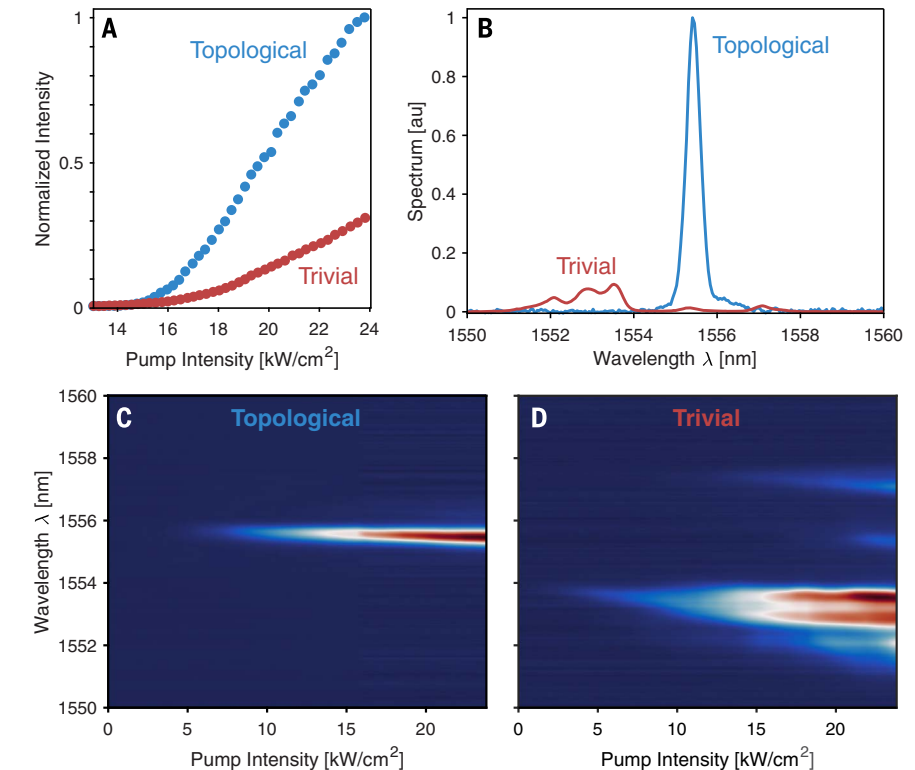 A
Topological
Trivial
Normalized Intensity
1
0.5
0
14 16 18 20 22 24
Pump Intensity [kW/cm2]
B
Topological
Trivial
Spectrum [au]
1
0.8
0.6
0.4
0.2
0
1550 1552 1554 1556 1558 1560
Wavelength λ [nm]
C
Topological
Wavelength λ [nm]
1560
1558
1556
1554
1552
1550
0 5 10 15 20
Pump Intensity [kW/cm2]
D
Trivial
0 5 10 15 20
Pump Intensity [kW/cm2]